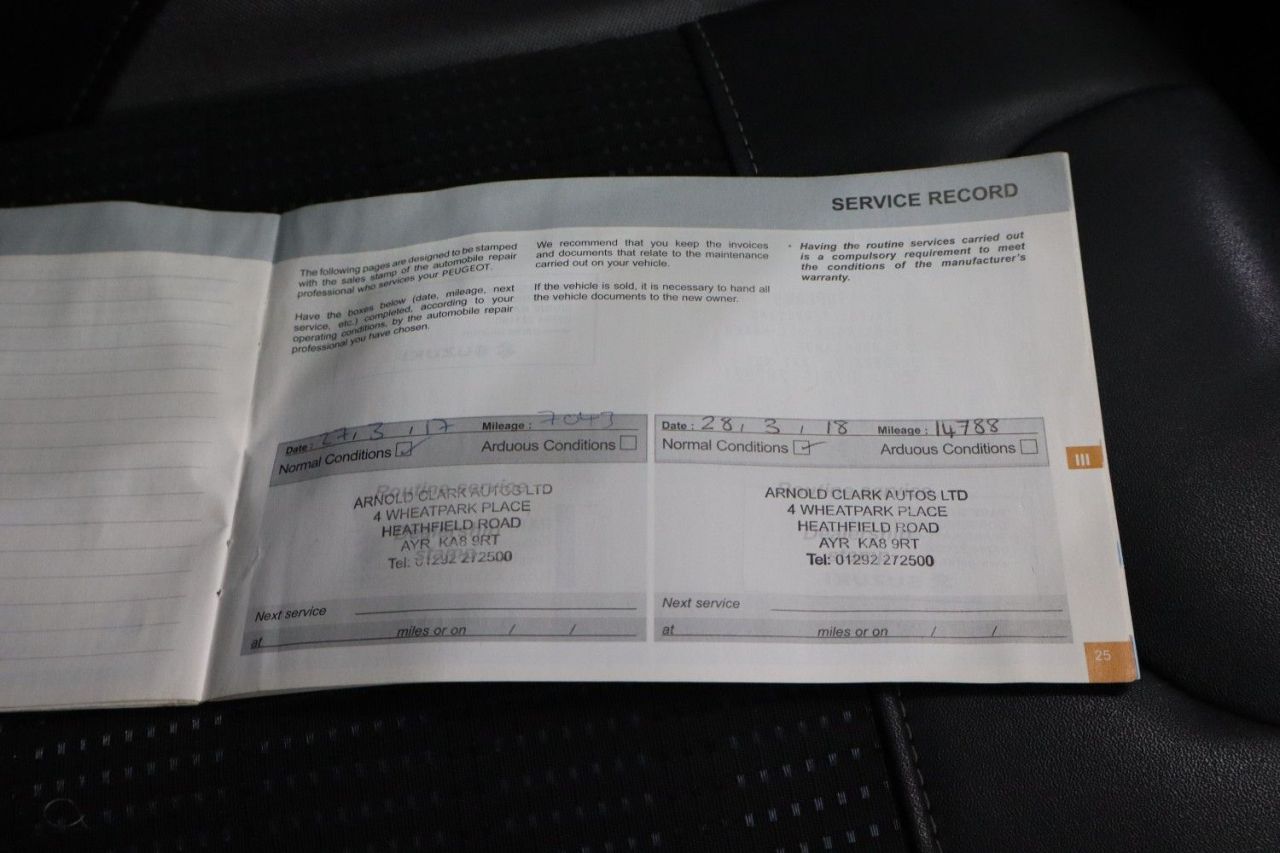 SERVICE RECORD
The following pages are designed to be stamped
with the sales stamp of the automobile repair
professional who services your PEUGEOT.
Have the boxes below (date, mileage, next
service, etc.) completed, according to your
operating conditions, by the automobile repair
professional you have chosen.
We recommend that you keep the invoices
and documents that relate to the maintenance
carried out on your vehicle.
If the vehicle is sold, it is necessary to hand all
the vehicle documents to the new owner.
• Having the routine services carried out
is a compulsory requirement to meet
the conditions of the manufacturer's
warranty.
Date : 27, 3, 17 Mileage : 7043
Normal Conditions Arduous Conditions
Routine service
ARNOLD CLARK AUTOS LTD
4 WHEATPARK PLACE
HEATHFIELD ROAD
AYR KA8 9RT
stamp
Tel: 01292 272500
Next service
at miles or on / /
Date : 28, 3, 18 Mileage : 14788
Normal Conditions Arduous Conditions
Routine service
ARNOLD CLARK AUTOS LTD
4 WHEATPARK PLACE
HEATHFIELD ROAD
AYR KA8 9RT
Tel: 01292 272500
Next service
at miles or on / /
III
25